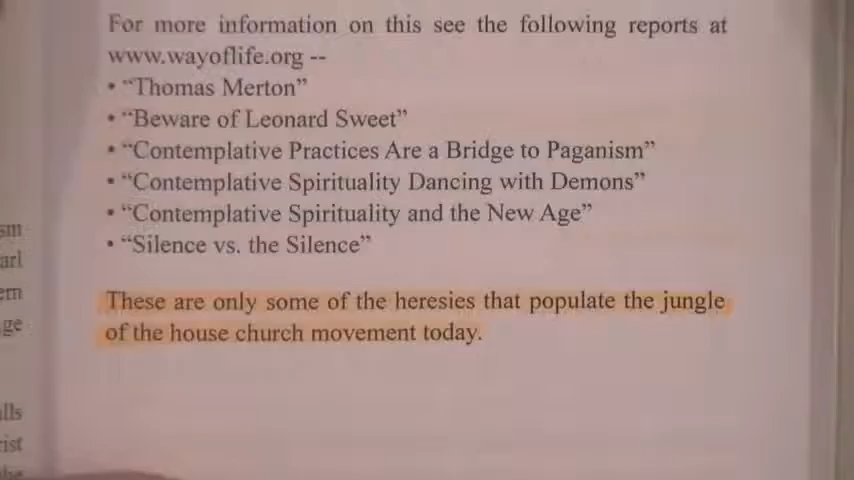 For more information on this see the following reports at
www.wayoflife.org --
• “Thomas Merton”
• “Beware of Leonard Sweet”
• “Contemplative Practices Are a Bridge to Paganism”
• “Contemplative Spirituality Dancing with Demons”
• “Contemplative Spirituality and the New Age”
• “Silence vs. the Silence”
These are only some of the heresies that populate the jungle
of the house church movement today.